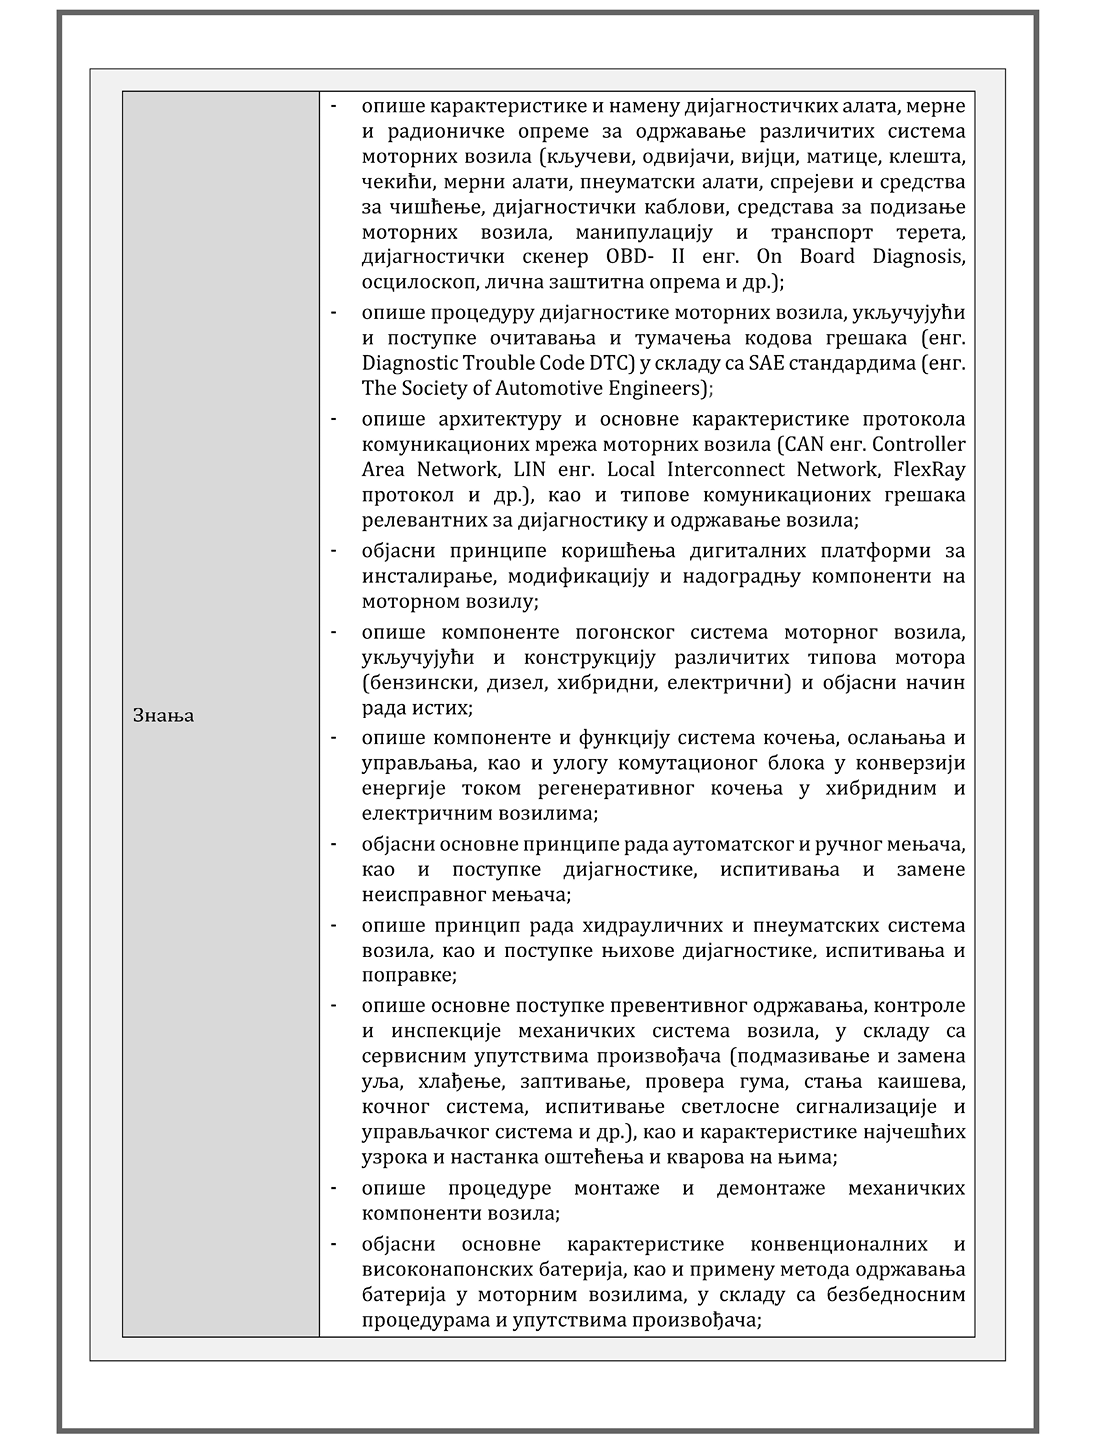 Знања
- опише карактеристике и намену дијагностичких алата, мерне
и радионичке опреме за одржавање различитих система
моторних возила (кључеви, одвијачи, вијци, матице, клешта,
чекићи, мерни алати, пнеуматски алати, спрејеви и средства
за чишћење, дијагностички каблови, средстава за подизање
моторних возила, манипулацију и транспорт терета,
дијагностички скенер OBD- II енг. On Board Diagnosis,
осцилоскоп, лична заштитна опрема и др.);
- опише процедуру дијагностике моторних возила, укључујући
и поступке очитавања и тумачења кодова грешака (енг.
Diagnostic Trouble Code DTC) у складу са SAE стандардима (енг.
The Society of Automotive Engineers);
- опише архитектуру и основне карактеристике протокола
комуникационих мрежа моторних возила (CAN енг. Controller
Area Network, LIN енг. Local Interconnect Network, FlexRay
протокол и др.), као и типове комуникационих грешака
релевантних за дијагностику и одржавање возила;
- објасни принципе коришћења дигиталних платформи за
инсталирање, модификацију и надоградњу компоненти на
моторном возилу;
- опише компоненте погонског система моторног возила,
укључујући и конструкцију различитих типова мотора
(бензински, дизел, хибридни, електрични) и објасни начин
рада истих;
- опише компоненте и функцију система кочења, ослањања и
управљања, као и улогу комутационог блока у конверзији
енергије током регенеративног кочења у хибридним и
електричним возилима;
- објасни основне принципе рада аутоматског и ручног мењача,
као и поступке дијагностике, испитивања и замене
неисправног мењача;
- опише принцип рада хидрауличних и пнеуматских система
возила, као и поступке њихове дијагностике, испитивања и
поправке;
- опише основне поступке превентивног одржавања, контроле
и инспекције механичких система возила, у складу са
сервисним упутствима произвођача (подмазивање и замена
уља, хлађење, заптивање, провера гума, стања каишева,
кочног система, испитивање светлосне сигнализације и
управљачког система и др.), као и карактеристике најчешћих
узрока и настанка оштећења и кварова на њима;
- опише процедуре монтаже и демонтаже механичких
компоненти возила;
- објасни основне карактеристике конвенционалних и
високонапонских батерија, као и примену метода одржавања
батерија у моторним возилима, у складу са безбедносним
процедурама и упутствима произвођача;